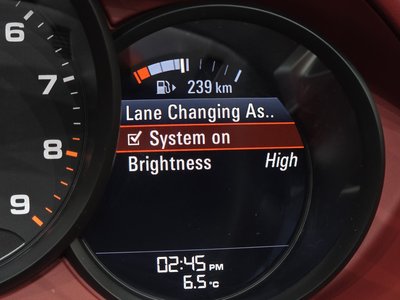 6
7
8
9
239 km
Lane Changing As..
System on
Brightness High
02:45 PM
6.5°C